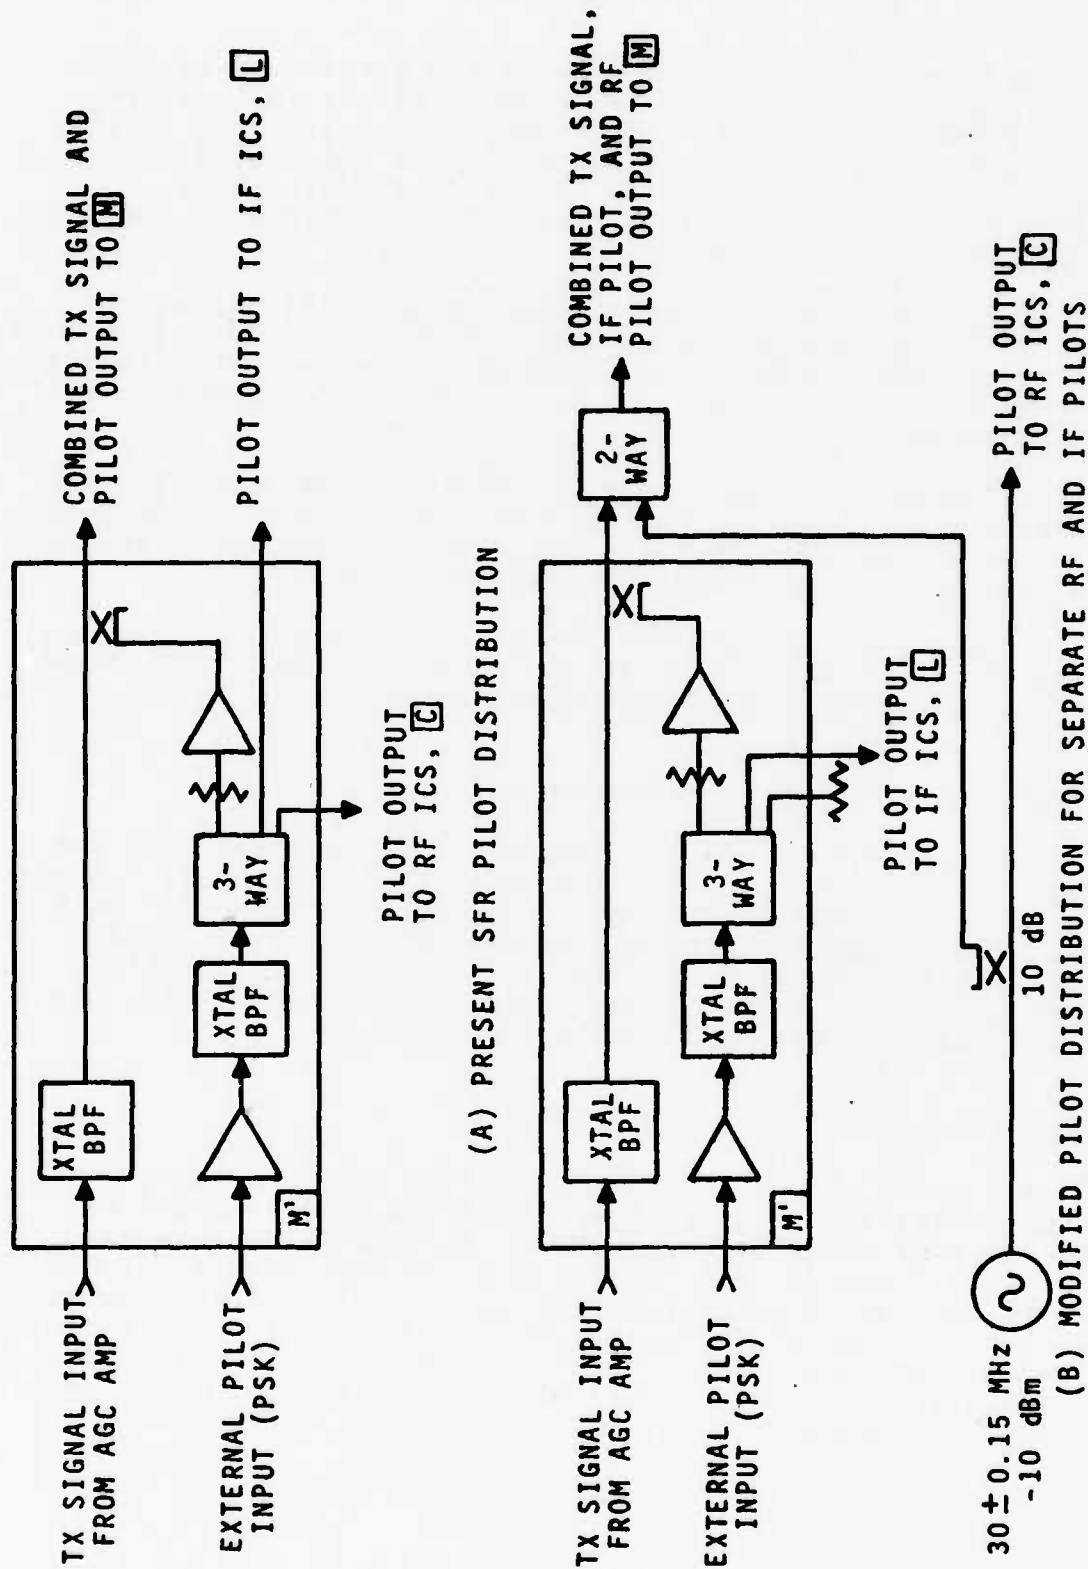 TX SIGNAL INPUT
FROM AGC AMP
XTAL
BPF
COMBINED TX SIGNAL AND
PILOT OUTPUT TO M
EXTERNAL PILOT
INPUT (PSK)
XTAL
BPF
3-
WAY
PILOT OUTPUT TO IF ICS, L
M'
PILOT OUTPUT
TO RF ICS, C
(A) PRESENT SFR PILOT DISTRIBUTION
TX SIGNAL INPUT
FROM AGC AMP
XTAL
BPF
2-
WAY
COMBINED TX SIGNAL,
IF PILOT, AND RF
PILOT OUTPUT TO M
EXTERNAL PILOT
INPUT (PSK)
XTAL
BPF
3-
WAY
M'
PILOT OUTPUT
TO IF ICS, L
30±0.15 MHz
-10 dBm
10 dB
PILOT OUTPUT
TO RF ICS, C
(B) MODIFIED PILOT DISTRIBUTION FOR SEPARATE RF AND IF PILOTS